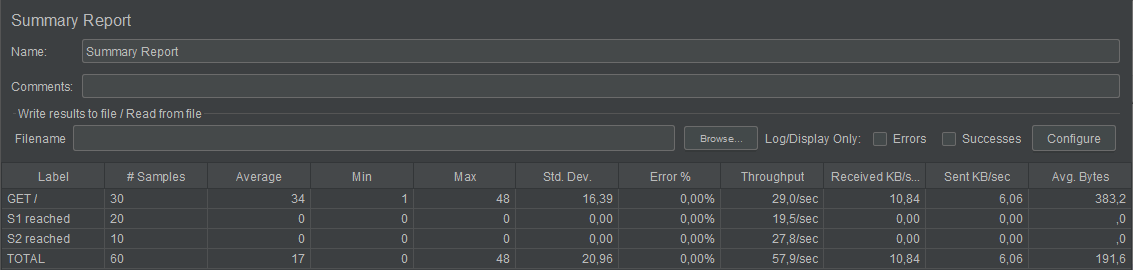 Summary Report
Name: Summary Report
Comments:
Write results to file / Read from file
Filename Browse... Log/Display Only: Errors Successes Configure
Label # Samples Average Min Max Std. Dev. Error % Throughput Received KB/s... Sent KB/sec Avg. Bytes
GET / 30 34 1 48 16,39 0,00% 29,0/sec 10,84 6,06 383,2
S1 reached 20 0 0 0 0,00 0,00% 19,5/sec 0,00 0,00 ,0
S2 reached 10 0 0 0 0,00 0,00% 27,8/sec 0,00 0,00 ,0
TOTAL 60 17 0 48 20,96 0,00% 57,9/sec 10,84 6,06 191,6